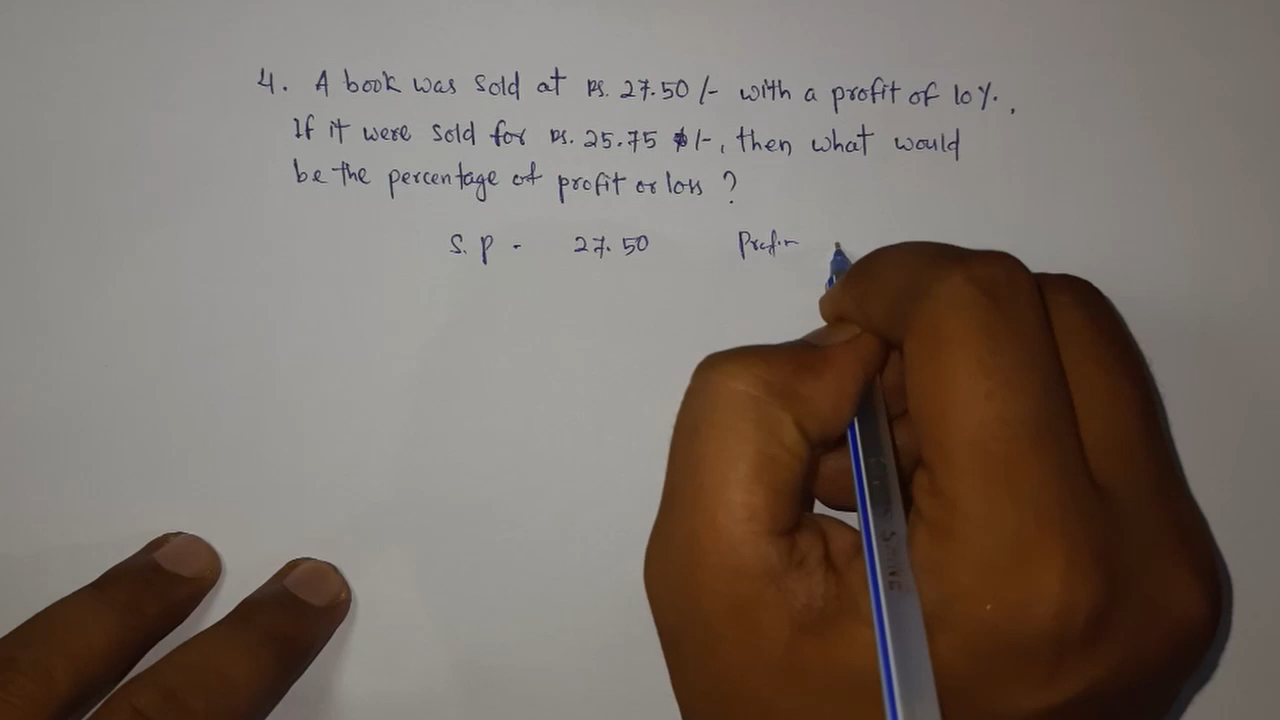 4. A book was sold at Rs. 27.50 /- with a profit of 10%.,
If it were sold for Rs. 25.75 /-, then what would
be the percentage of profit or loss ?
S. P - 27.50 Profi